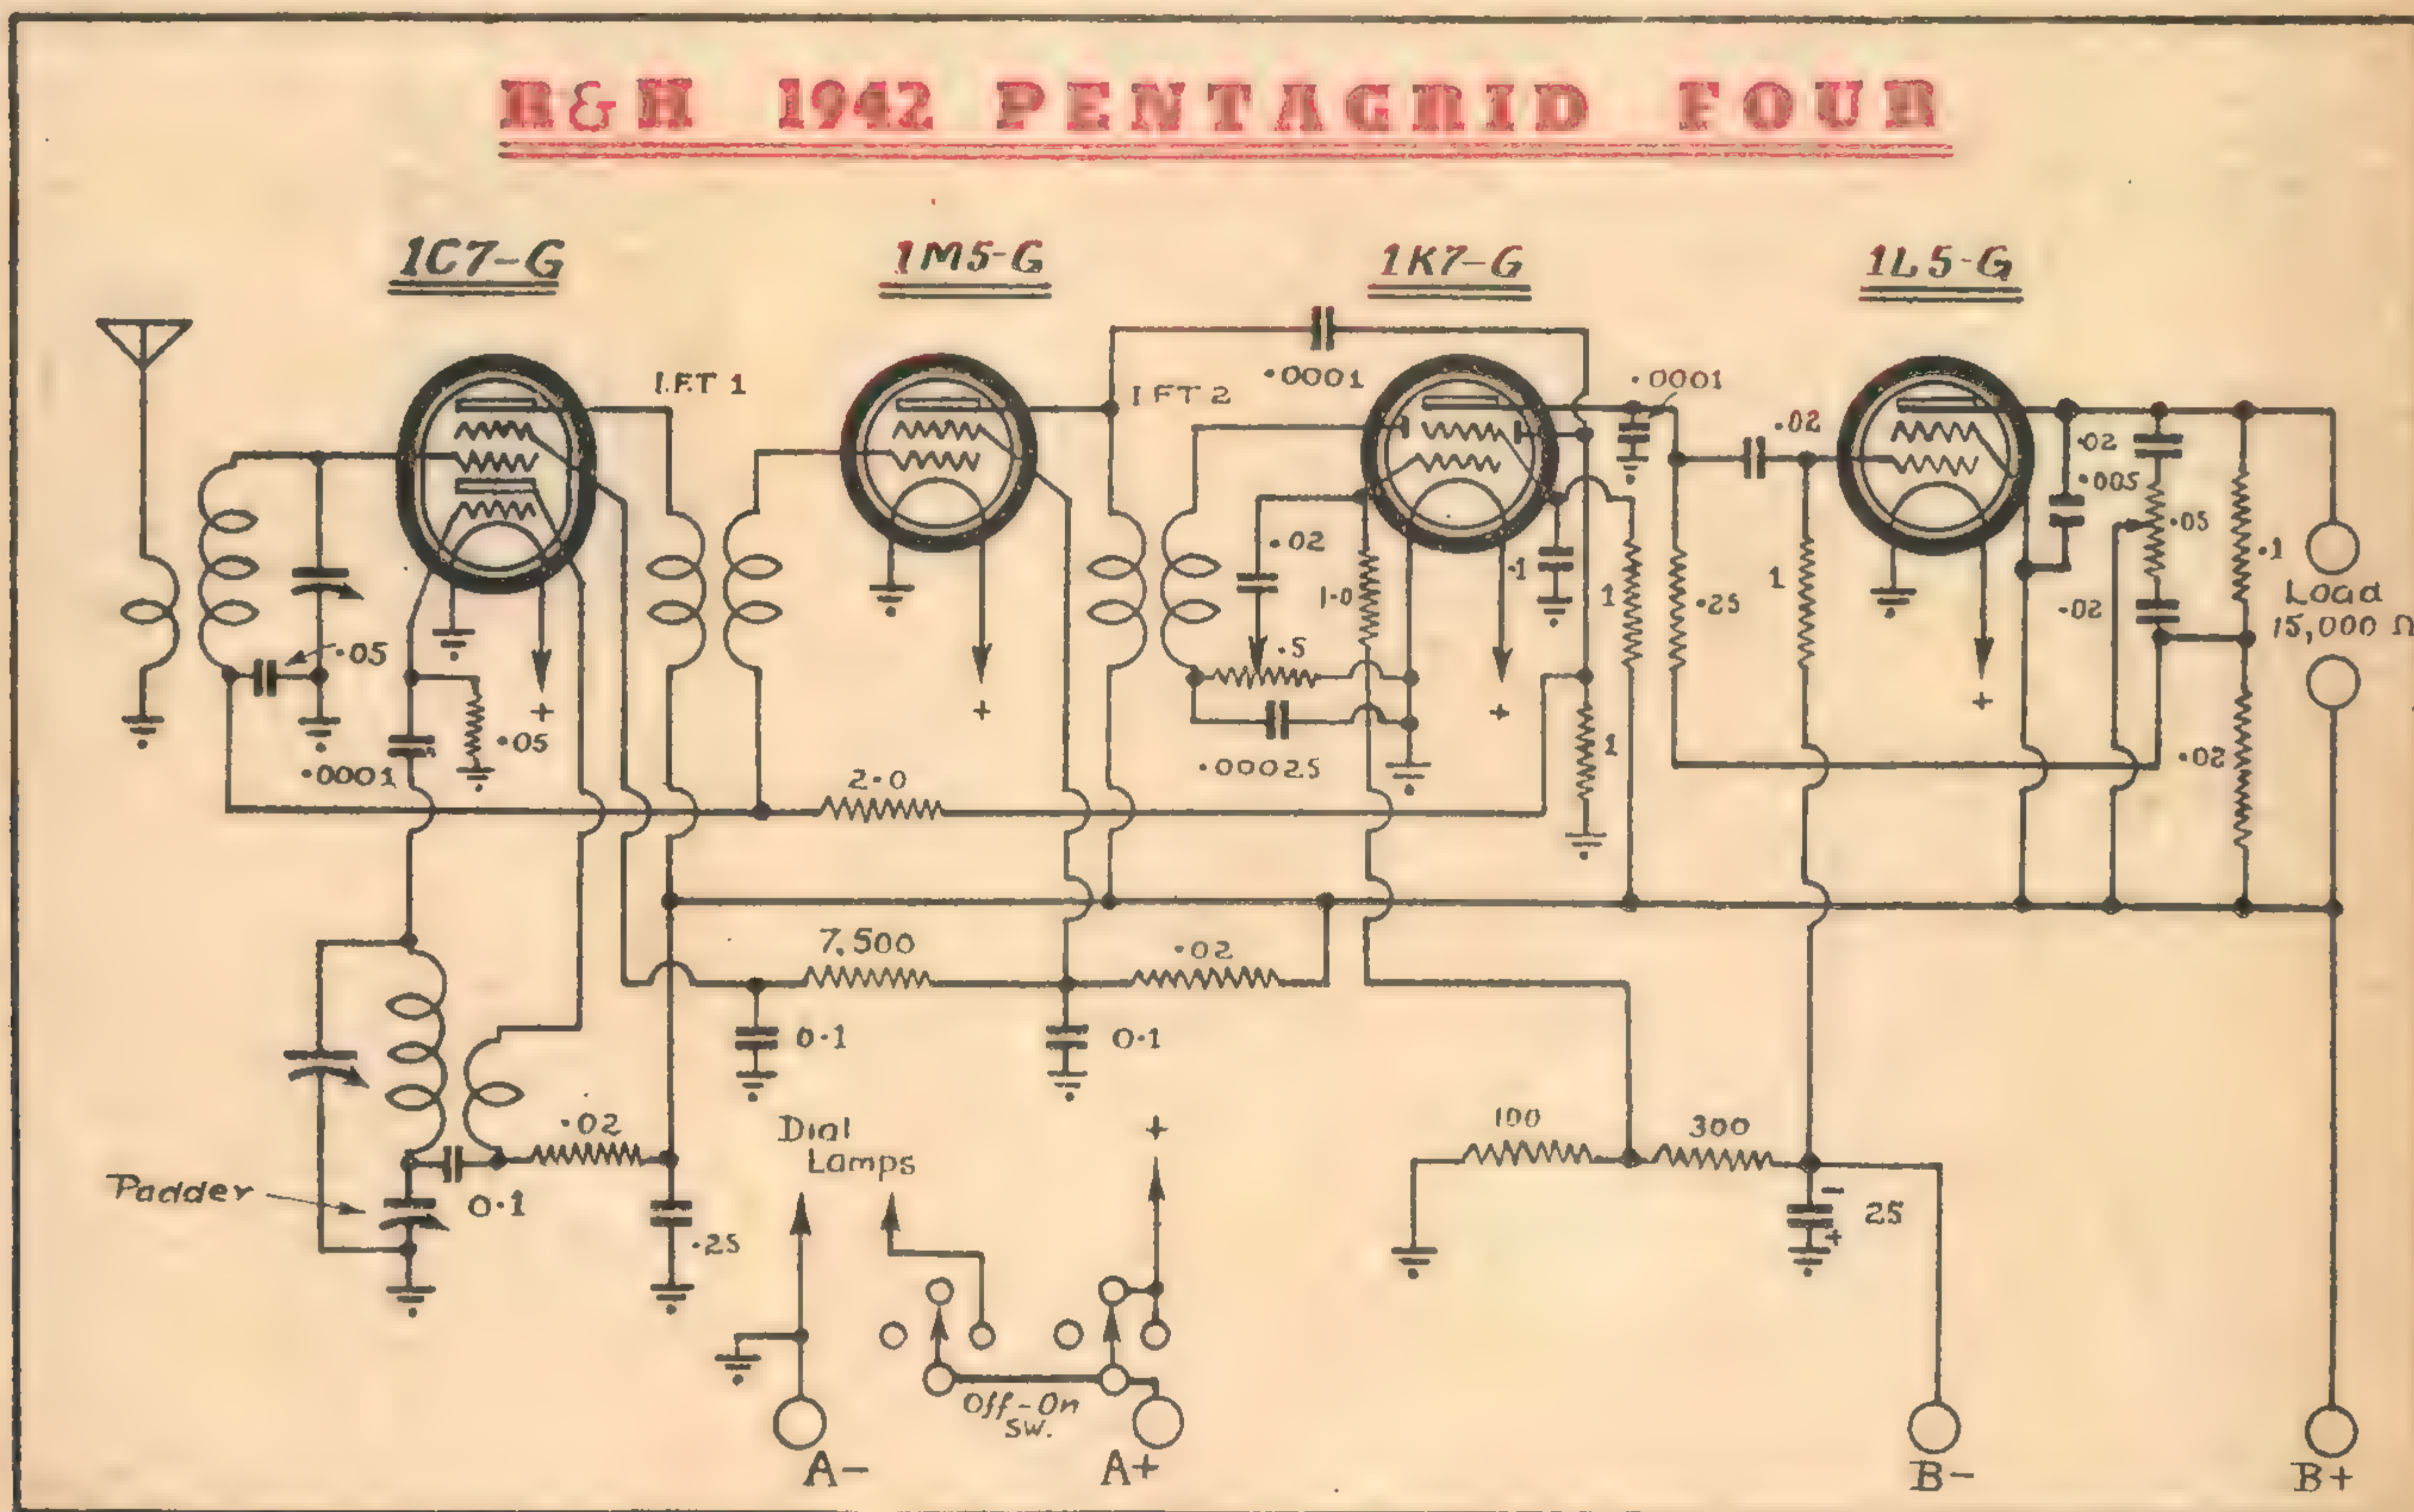 R&H 1942 PENTAGRID FOUR
1C7-G
1M5-G
1K7-G
1L5-G
I.F.T 1
I F T 2
.0001
.0001
.02
.02
.005
.05
.02
.1
Load
15,000 Ω
.05
.0001
.05
+
+
.02
1.0
.1
1
.25
1
.5
+
+
.00025
1
.02
2.0
7,500
.02
0.1
0.1
.02
Padder
0.1
.25
Dial
Lamps
+
100
300
-
25
+
Off-On
SW.
A-
A+
B-
B+